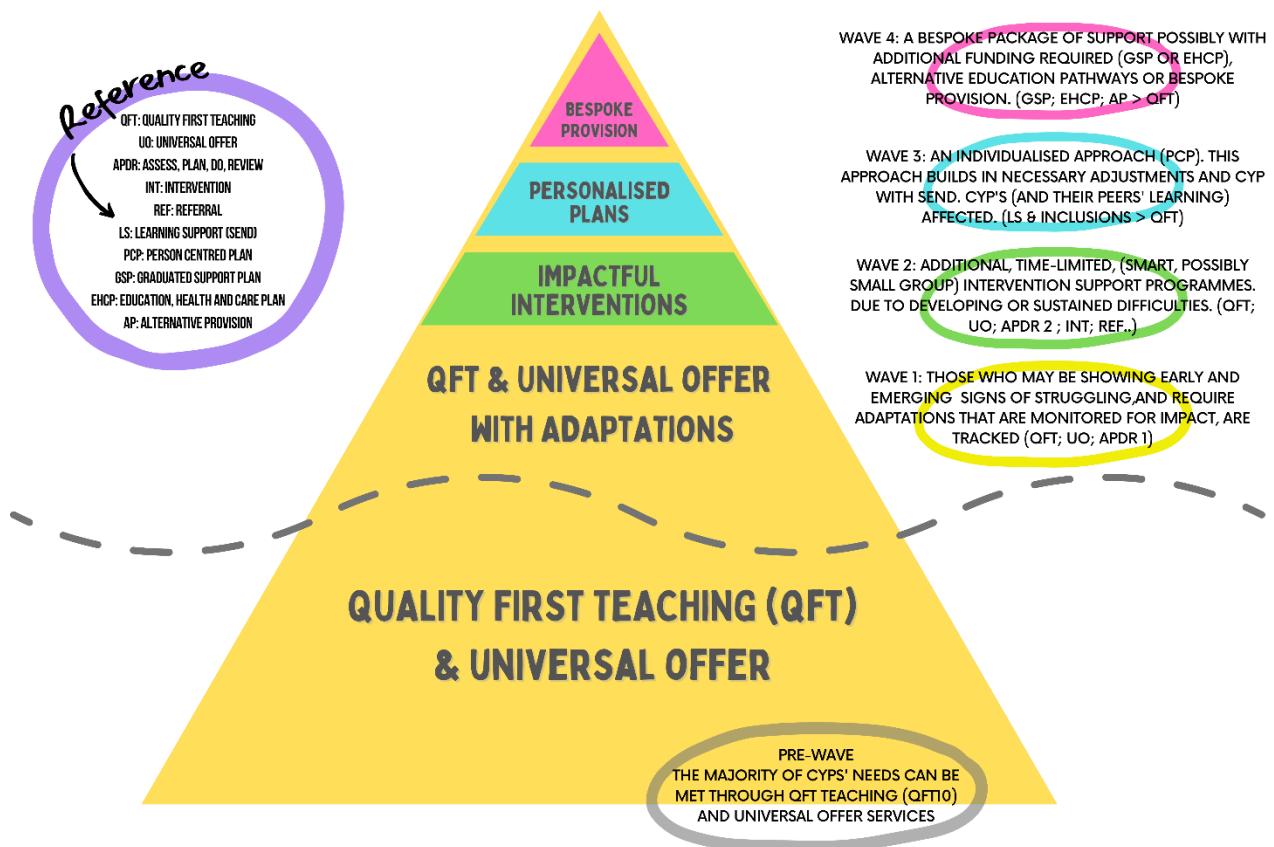 Reference
QFT: QUALITY FIRST TEACHING
UO: UNIVERSAL OFFER
APDR: ASSESS, PLAN, DO, REVIEW
INT: INTERVENTION
REF: REFERRAL
LS: LEARNING SUPPORT (SEND)
PCP: PERSON CENTRED PLAN
GSP: GRADUATED SUPPORT PLAN
EHCP: EDUCATION, HEALTH AND CARE PLAN
AP: ALTERNATIVE PROVISION
BESPOKE
PROVISION
PERSONALISED
PLANS
IMPACTFUL
INTERVENTIONS
QFT & UNIVERSAL OFFER
WITH ADAPTATIONS
QUALITY FIRST TEACHING (QFT)
& UNIVERSAL OFFER
WAVE 4: A BESPOKE PACKAGE OF SUPPORT POSSIBLY WITH
ADDITIONAL FUNDING REQUIRED (GSP OR EHCP),
ALTERNATIVE EDUCATION PATHWAYS OR BESPOKE
PROVISION. (GSP; EHCP; AP > QFT)
WAVE 3: AN INDIVIDUALISED APPROACH (PCP). THIS
APPROACH BUILDS IN NECESSARY ADJUSTMENTS AND CYP
WITH SEND. CYP'S (AND THEIR PEERS' LEARNING)
AFFECTED. (LS & INCLUSIONS > QFT)
WAVE 2: ADDITIONAL, TIME-LIMITED, (SMART, POSSIBLY
SMALL GROUP) INTERVENTION SUPPORT PROGRAMMES.
DUE TO DEVELOPING OR SUSTAINED DIFFICULTIES. (QFT;
UO; APDR 2 ; INT; REF..)
WAVE 1: THOSE WHO MAY BE SHOWING EARLY AND
EMERGING SIGNS OF STRUGGLING,AND REQUIRE
ADAPTATIONS THAT ARE MONITORED FOR IMPACT, ARE
TRACKED (QFT; UO; APDR 1)
PRE-WAVE
THE MAJORITY OF CYPS' NEEDS CAN BE
MET THROUGH QFT TEACHING (QFT10)
AND UNIVERSAL OFFER SERVICES